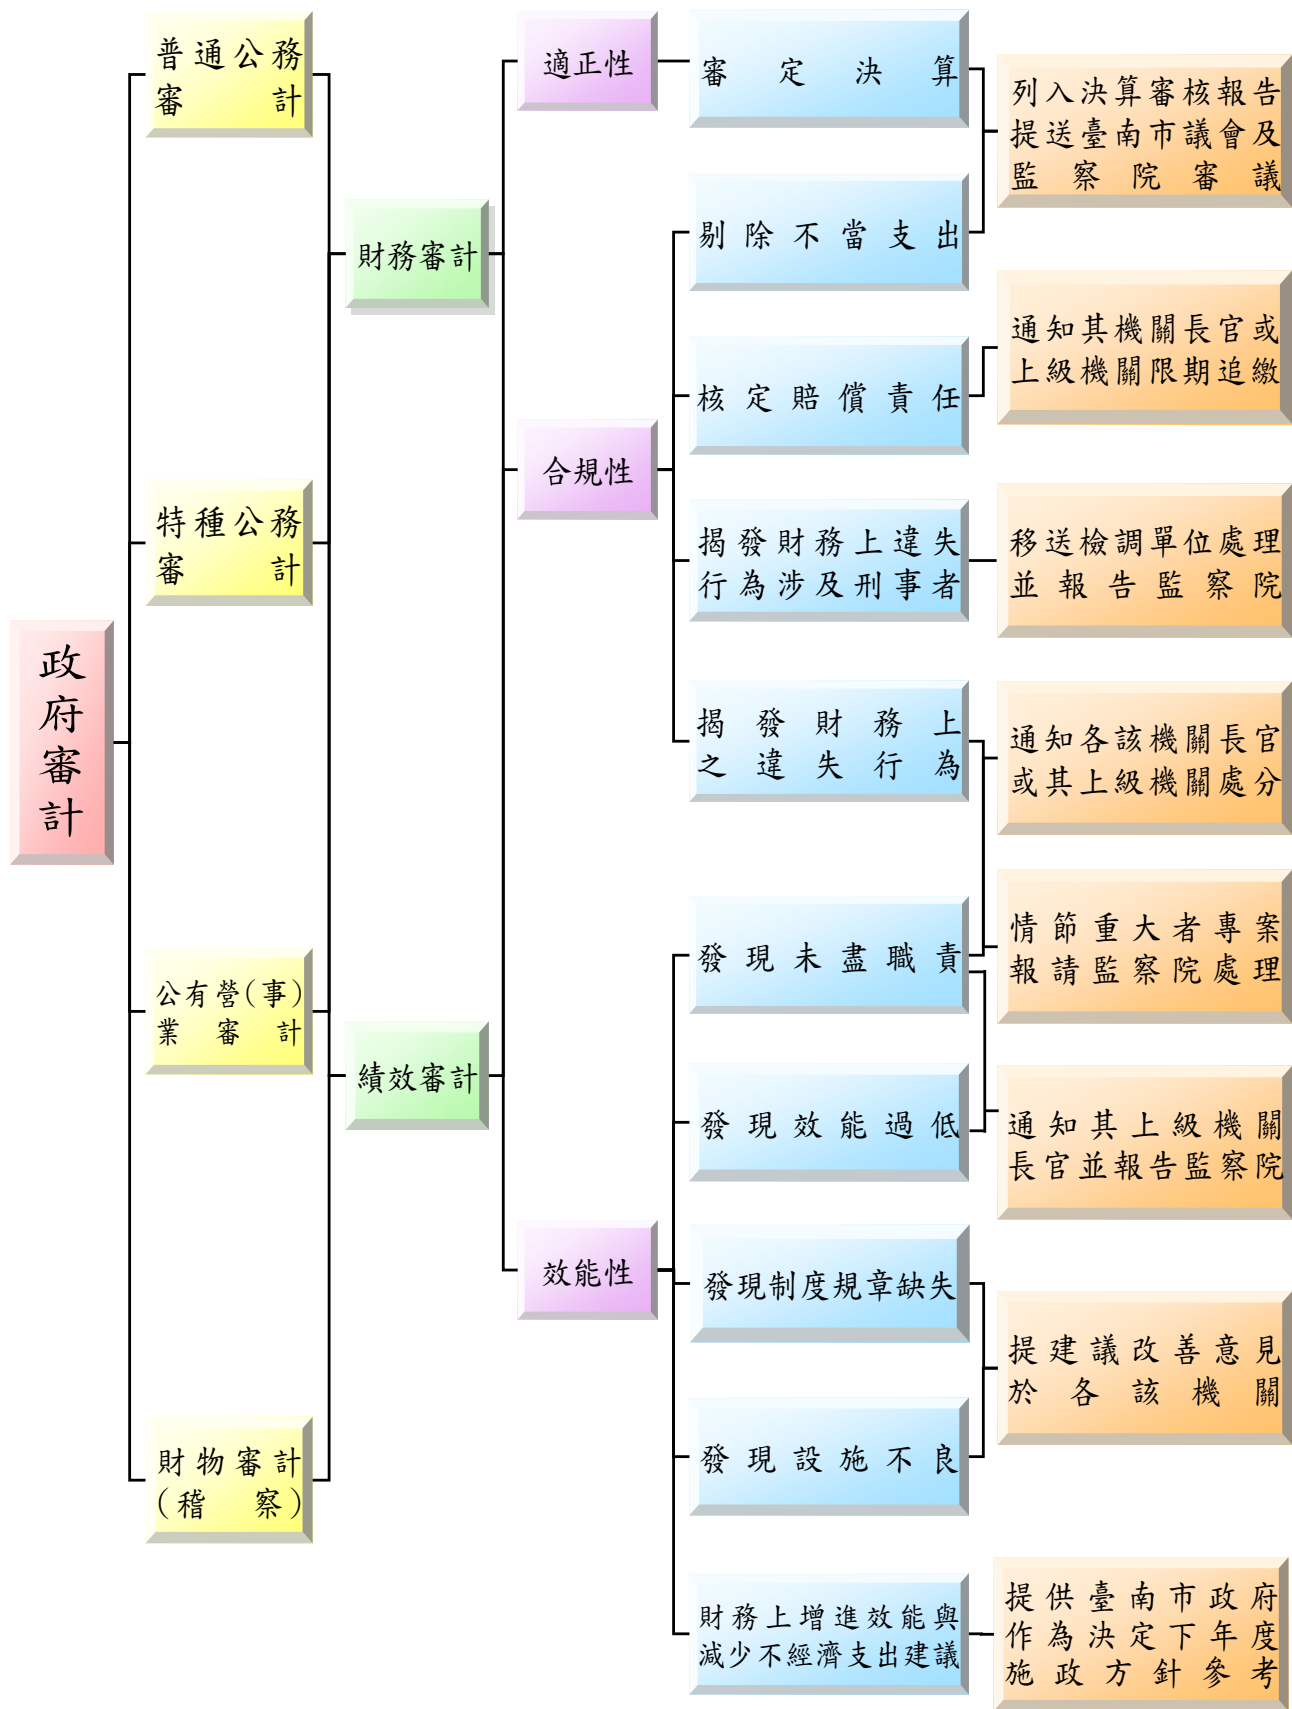 政
府
審
計
普通公務
審計
特種公務
審計
公有營(事)
業審計
財物審計
(稽察)
財務審計
績效審計
適正性
合規性
效能性
審定決算
剔除不當支出
核定賠償責任
揭發財務上違失
行為涉及刑事者
揭發財務上
之違失行為
發現未盡職責
發現效能過低
發現制度規章缺失
發現設施不良
財務上增進效能與
減少不經濟支出建議
列入決算審核報告
提送臺南市議會及
監察院審議
通知其機關長官或
上級機關限期追繳
移送檢調單位處理
並報告監察院
通知各該機關長官
或其上級機關處分
情節重大者專案
報請監察院處理
通知其上級機關
長官並報告監察院
提建議改善意見
於各該機關
提供臺南市政府
作為決定下年度
施政方針參考